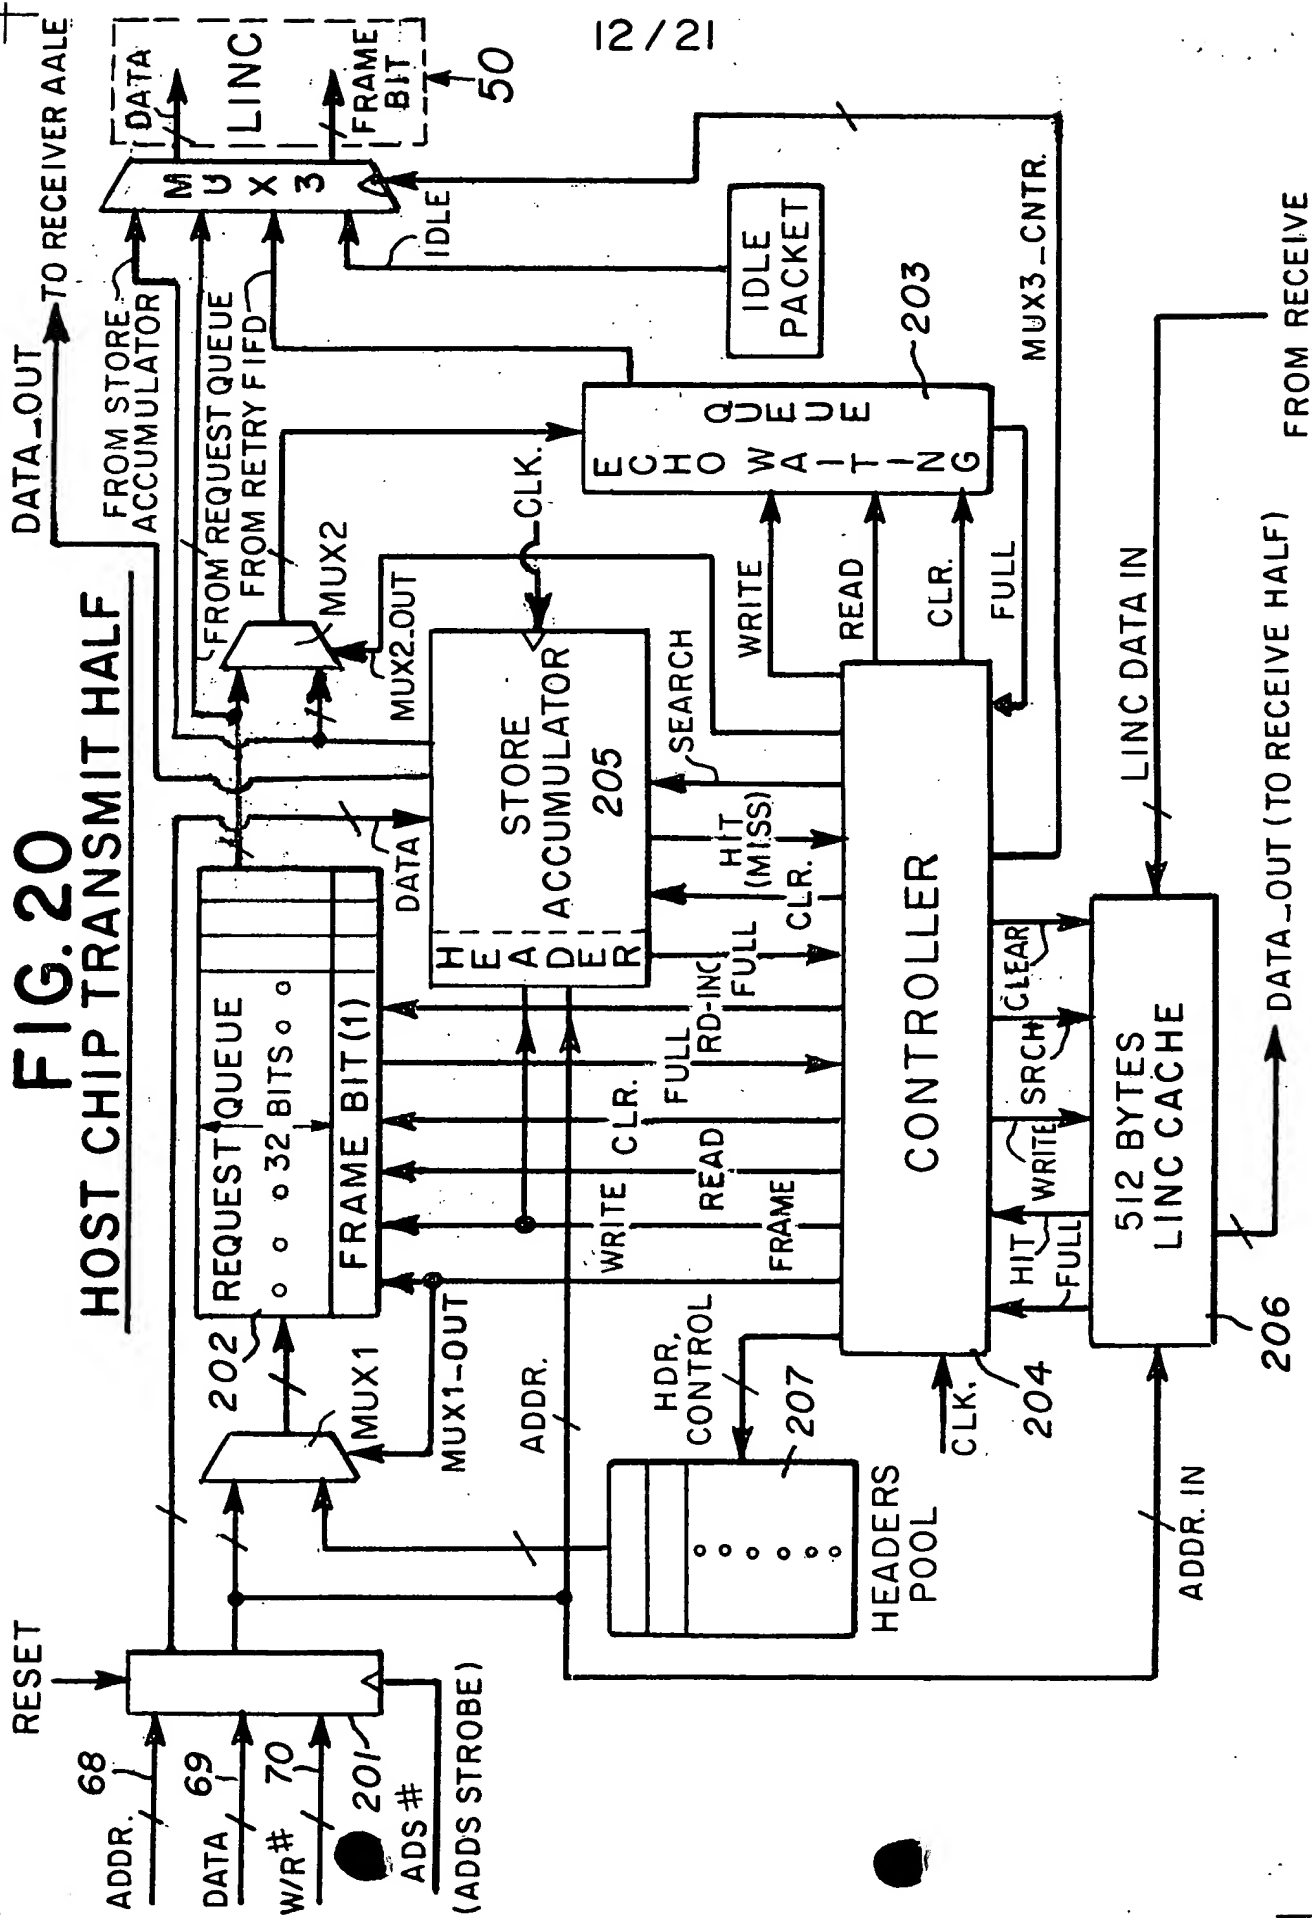 12/21
FIG. 20
HOST CHIP TRANSMIT HALF
RESET
ADDR.
68
DATA
69
W/R#
70
201
ADS #
(ADDS STROBE)
MUX1
MUX1-OUT
202
REQUEST QUEUE
32 BITS
FRAME BIT (1)
DATA_OUT
TO RECEIVER AALE
FROM STORE
ACCUMULATOR
FROM REQUEST QUEUE
FROM RETRY FIFD
MUX2
MUX2_OUT
MUX 3
DATA
LINC
FRAME
BIT
50
IDLE
IDLE
PACKET
MUX3_CNTR.
DATA
HEADER
STORE
ACCUMULATOR
205
CLK.
ECHO WAITING
QUEUE
203
WRITE
READ
CLR.
FULL
ADDR.
WRITE
FRAME
READ
CLR.
FULL
RD-INC
FULL
CLR.
HIT
(MISS)
SEARCH
HDR.
CONTROL
207
HEADERS
POOL
CLK.
204
CONTROLLER
HIT
FULL
WRITE
SRCH
CLEAR
512 BYTES
LINC CACHE
206
ADDR. IN
LINC DATA IN
FROM RECEIVE
DATA_OUT (TO RECEIVE HALF)